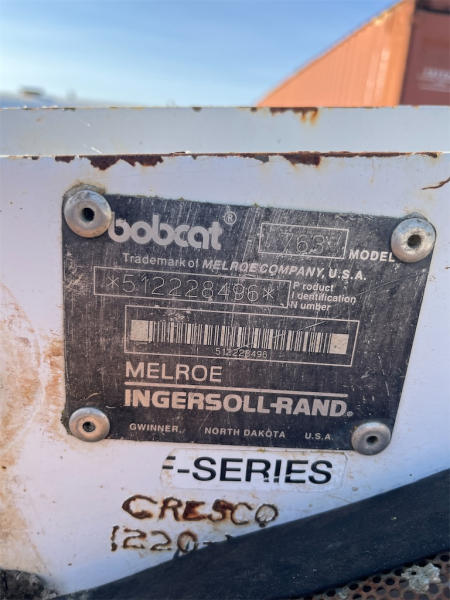 bobcat® 763 MODEL
Trademark of MELROE COMPANY, U.S.A.
*512228496* Product Identification Number
512228496
MELROE
INGERSOLL-RAND®
GWINNER, NORTH DAKOTA U.S.A.
F-SERIES
CRESCO
1220